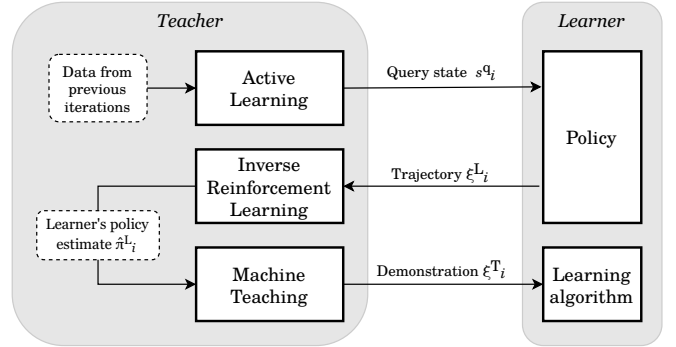 Teacher
Learner
Data from
previous
iterations
Active
Learning
Query state s^q_i
Policy
Inverse
Reinforcement
Learning
Trajectory ξ^L_i
Learner's policy
estimate π̂^L_i
Machine
Teaching
Demonstration ξ^T_i
Learning
algorithm